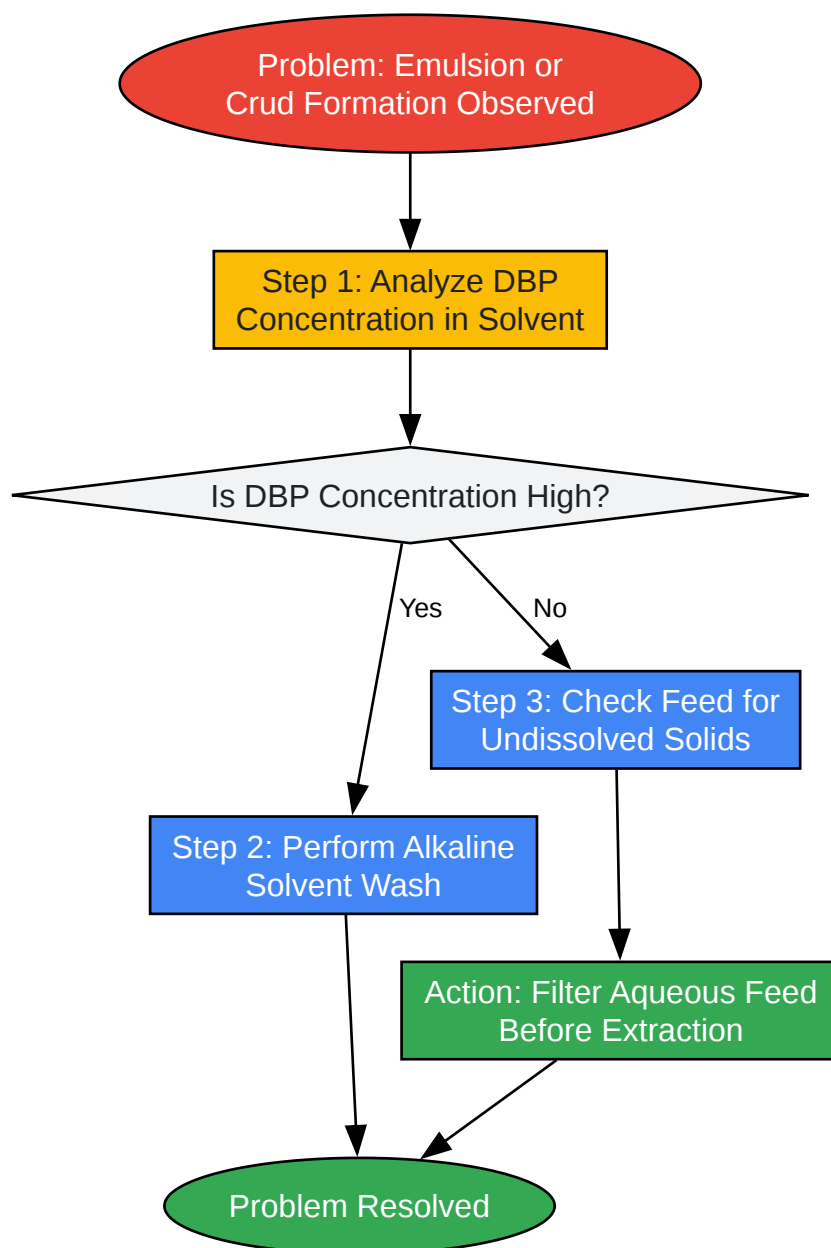 Problem: Emulsion or
Crud Formation Observed
Step 1: Analyze DBP
Concentration in Solvent
Is DBP Concentration High?
Yes
No
Step 3: Check Feed for
Undissolved Solids
Step 2: Perform Alkaline
Solvent Wash
Action: Filter Aqueous Feed
Before Extraction
Problem Resolved